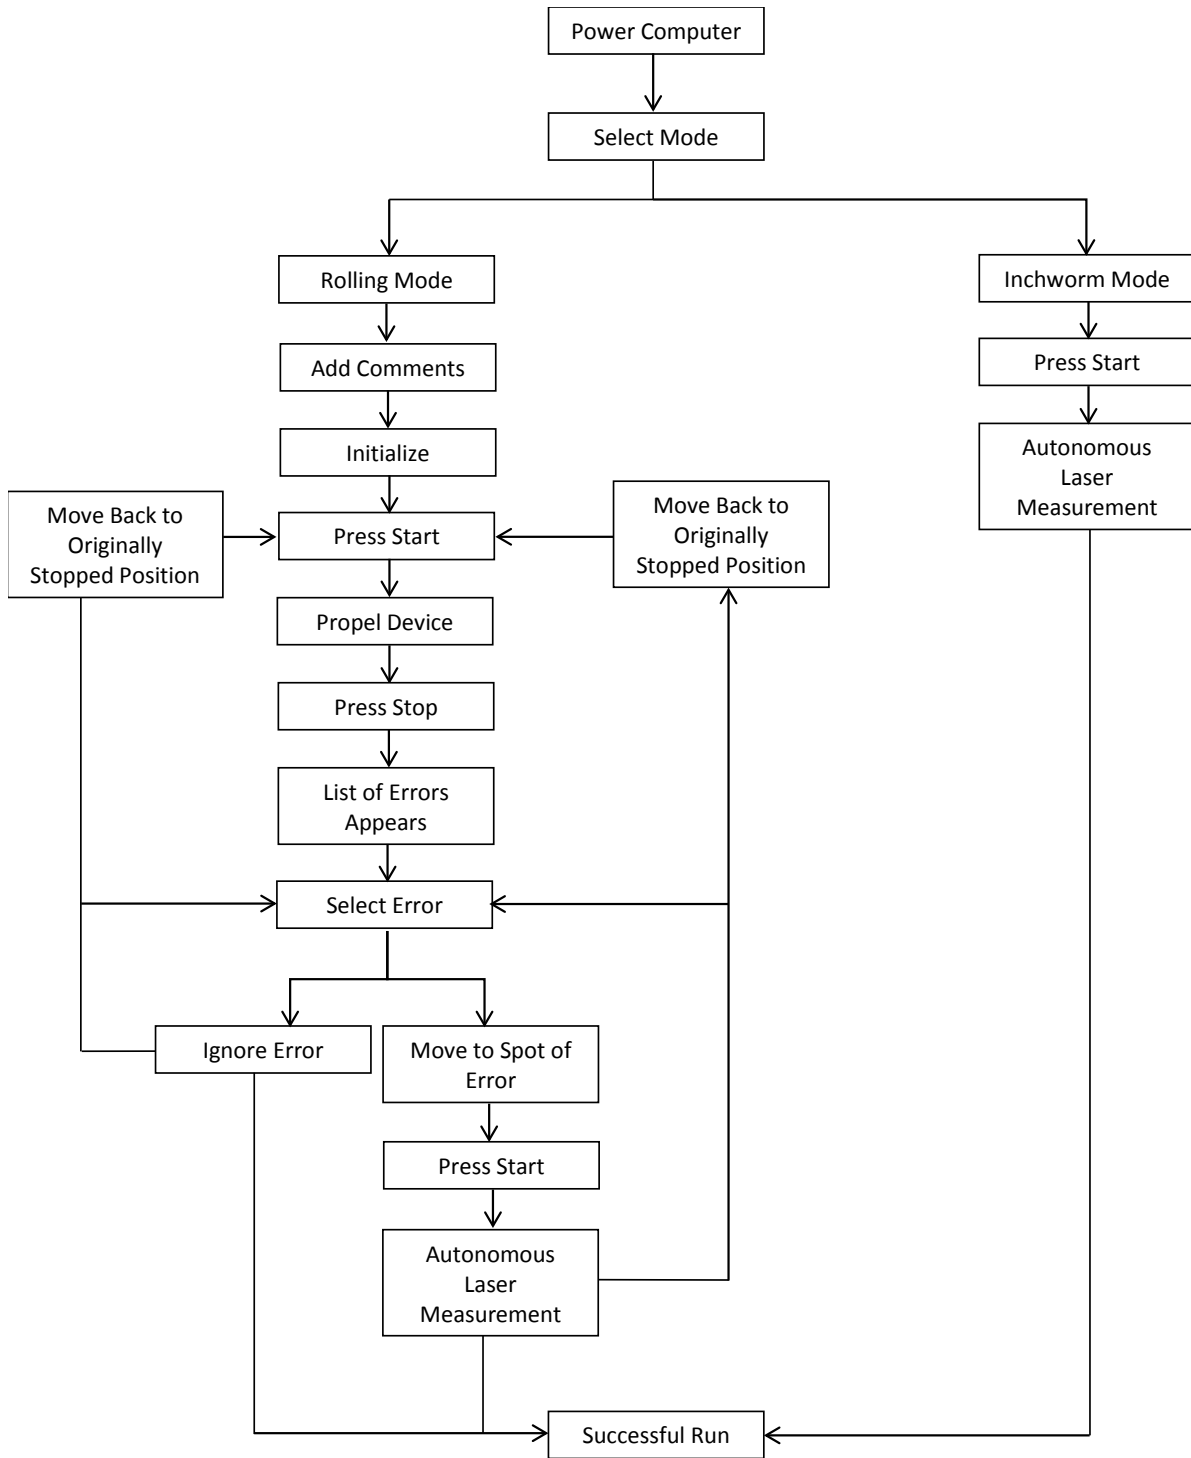 Power Computer
Select Mode
Rolling Mode
Inchworm Mode
Add Comments
Press Start
Initialize
Autonomous
Laser
Measurement
Move Back to
Originally
Stopped Position
Press Start
Move Back to
Originally
Stopped Position
Propel Device
Press Stop
List of Errors
Appears
Select Error
Ignore Error
Move to Spot of
Error
Press Start
Autonomous
Laser
Measurement
Successful Run